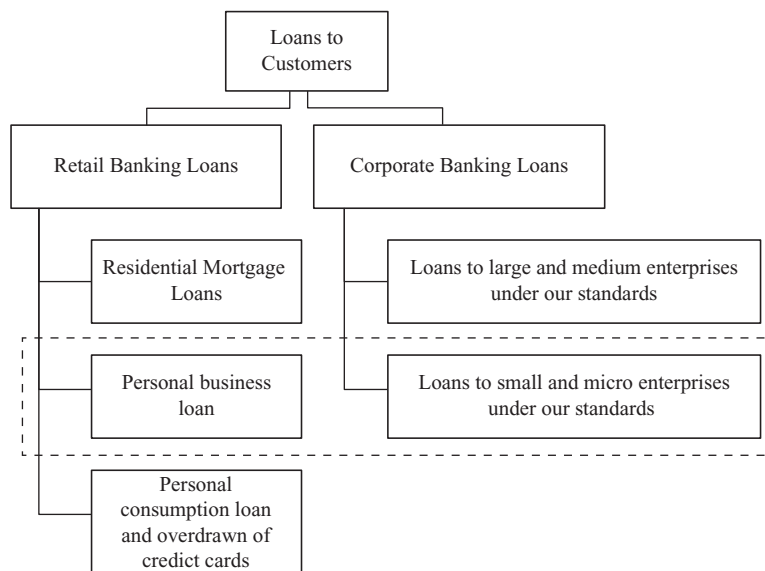 Loans to
Customers
Retail Banking Loans
Corporate Banking Loans
Residential Mortgage
Loans
Loans to large and medium enterprises
under our standards
Personal business
loan
Loans to small and micro enterprises
under our standards
Personal
consumption loan
and overdrawn of
credict cards